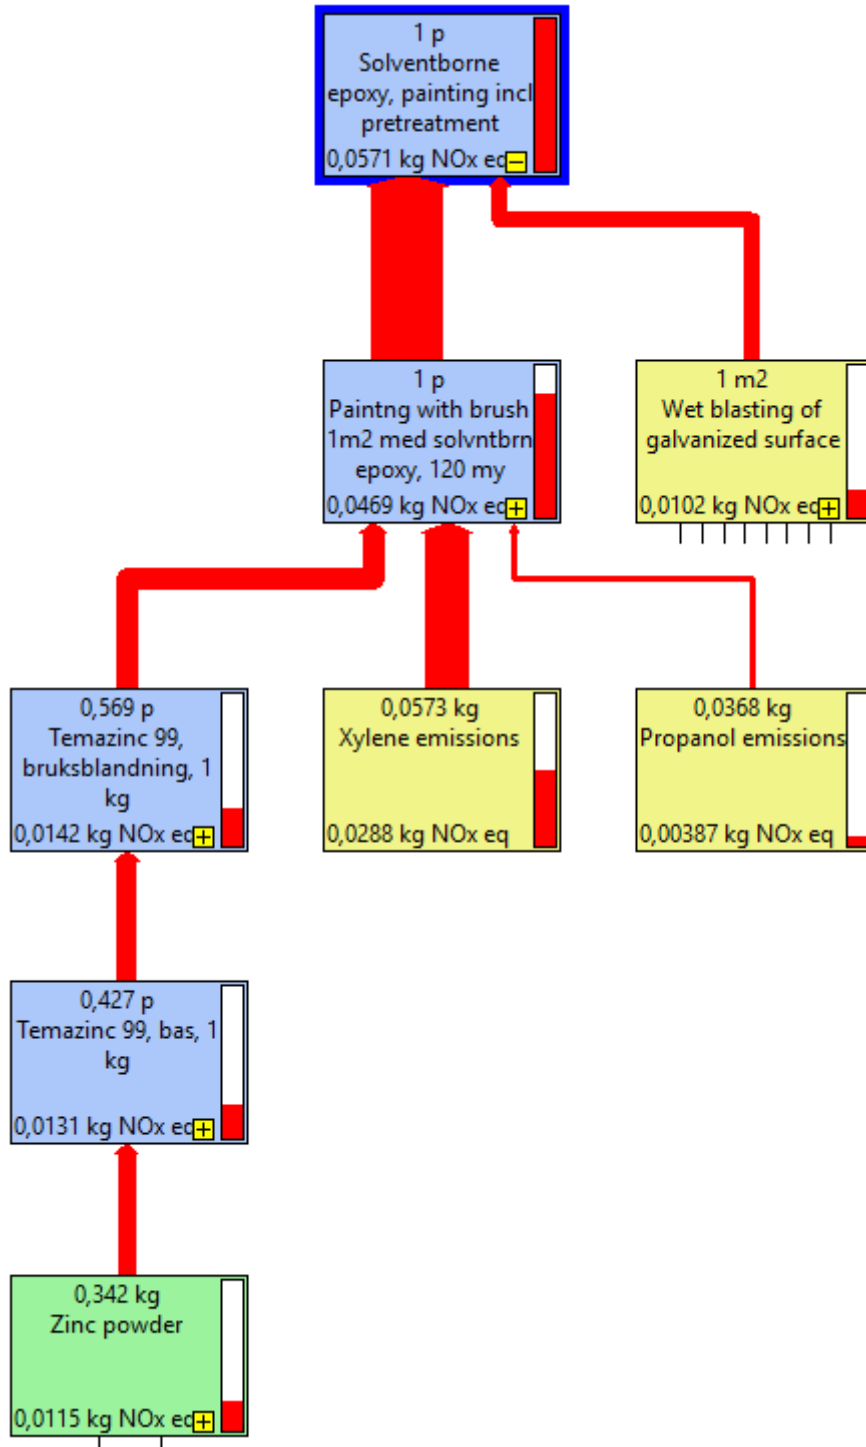 1 p
Solventborne
epoxy, painting incl
pretreatment
0,0571 kg NOx eq
1 p
Paintng with brush
1m2 med solvntbrn
epoxy, 120 my
0,0469 kg NOx eq
1 m2
Wet blasting of
galvanized surface
0,0102 kg NOx eq
0,569 p
Temazinc 99,
bruksblandning, 1
kg
0,0142 kg NOx eq
0,0573 kg
Xylene emissions
0,0288 kg NOx eq
0,0368 kg
Propanol emissions
0,00387 kg NOx eq
0,427 p
Temazinc 99, bas, 1
kg
0,0131 kg NOx eq
0,342 kg
Zinc powder
0,0115 kg NOx eq